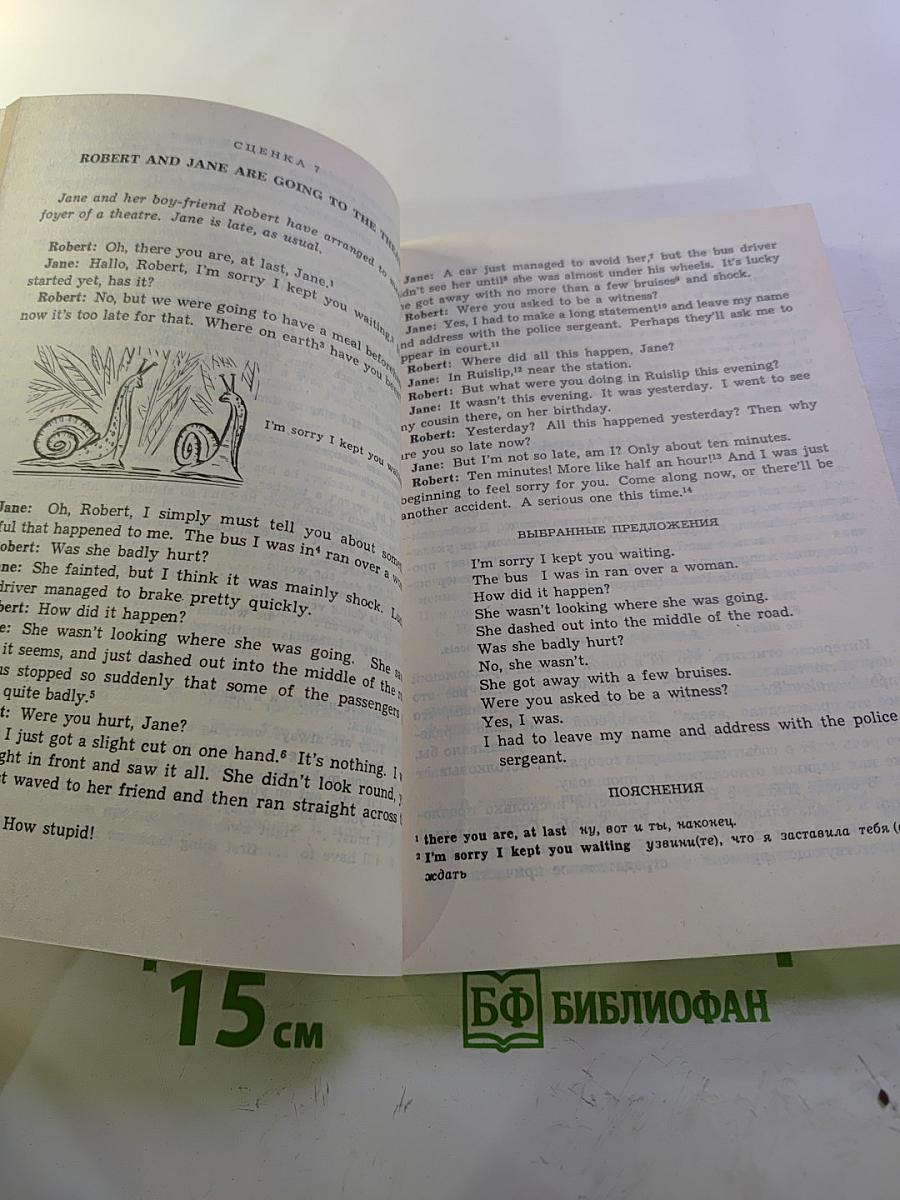 СЦЕНКА 7
ROBERT AND JANE ARE GOING TO THE
Jane and her boy-friend Robert have arranged to
foyer of a theatre. Jane is late, as usual.
Robert: Oh, there you are, at last, Jane.¹
Jane: Hallo, Robert, I'm sorry I kept you waiting.
started yet, has it?
Robert: No, but we were going to have a meal
now it's too late for that. Where on earth³ have you
I'm sorry I kept you
Jane: Oh, Robert, I simply must tell you about
ful that happened to me. The bus I was in⁴ ran over a
obert: Was she badly hurt?
ne: She fainted, but I think it was mainly shock.
driver managed to brake pretty quickly.
bert: How did it happen?
e: She wasn't looking where she was going. She
it seems, and just dashed out into the middle of the
us stopped so suddenly that some of the passengers
quite badly.⁵
t: Were you hurt, Jane?
I just got a slight cut on one hand.⁶ It's nothing. I
ght in front and saw it all. She didn't look round,
t waved to her friend and then ran straight across
How stupid!
Jane: A car just managed to avoid her,⁷ but the bus driver
dn't see her until⁸ she was almost under his wheels. It's lucky
e got away with no more than a few bruises⁹ and shock.
Robert: Were you asked to be a witness?
Jane: Yes, I had to make a long statement¹⁰ and leave my name
nd address with the police sergeant. Perhaps they'll ask me to
ppear in court.¹¹
Robert: Where did all this happen, Jane?
Jane: In Ruislip,¹² near the station.
Robert: But what were you doing in Ruislip this evening?
Jane: It wasn't this evening. It was yesterday. I went to see
my cousin there, on her birthday.
Robert: Yesterday? All this happened yesterday? Then why
are you so late now?
Jane: But I'm not so late, am I? Only about ten minutes.
Robert: Ten minutes! More like half an hour!¹³ And I was just
beginning to feel sorry for you. Come along now, or there'll be
another accident. A serious one this time.¹⁴
ВЫБРАННЫЕ ПРЕДЛОЖЕНИЯ
I'm sorry I kept you waiting.
The bus I was in ran over a woman.
How did it happen?
She wasn't looking where she was going.
She dashed out into the middle of the road.
Was she badly hurt?
No, she wasn't.
She got away with a few bruises.
Were you asked to be a witness?
Yes, I was.
I had to leave my name and address with the police
sergeant.
ПОЯСНЕНИЯ
¹ there you are, at last ну, вот и ты, наконец.
² I'm sorry I kept you waiting узвини(те), что я заставила тебя
ждать
15 см
БФ БИБЛИОФАН